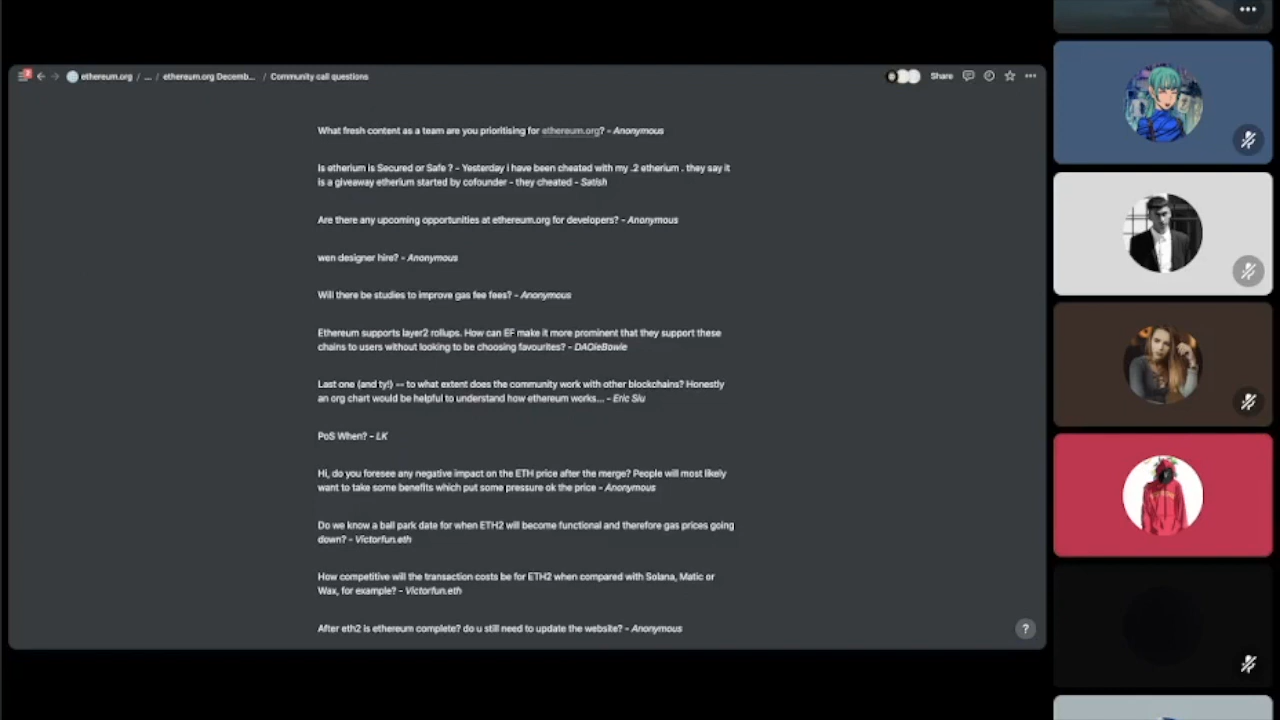 ethereum.org / ... / ethereum.org Decemb... / Community call questions
Share
What fresh content as a team are you prioritising for ethereum.org? - Anonymous
Is etherium is Secured or Safe ? - Yesterday i have been cheated with my .2 etherium . they say it
is a giveaway etherium started by cofounder - they cheated - Satish
Are there any upcoming opportunities at ethereum.org for developers? - Anonymous
wen designer hire? - Anonymous
Will there be studies to improve gas fee fees? - Anonymous
Ethereum supports layer2 rollups. How can EF make it more prominent that they support these
chains to users without looking to be choosing favourites? - DAOieBowie
Last one (and ty!) -- to what extent does the community work with other blockchains? Honestly
an org chart would be helpful to understand how ethereum works... - Eric Siu
PoS When? - LK
Hi, do you foresee any negative impact on the ETH price after the merge? People will most likely
want to take some benefits which put some pressure ok the price - Anonymous
Do we know a ball park date for when ETH2 will become functional and therefore gas prices going
down? - Victorfun.eth
How competitive will the transaction costs be for ETH2 when compared with Solana, Matic or
Wax, for example? - Victorfun.eth
After eth2 is ethereum complete? do u still need to update the website? - Anonymous
?